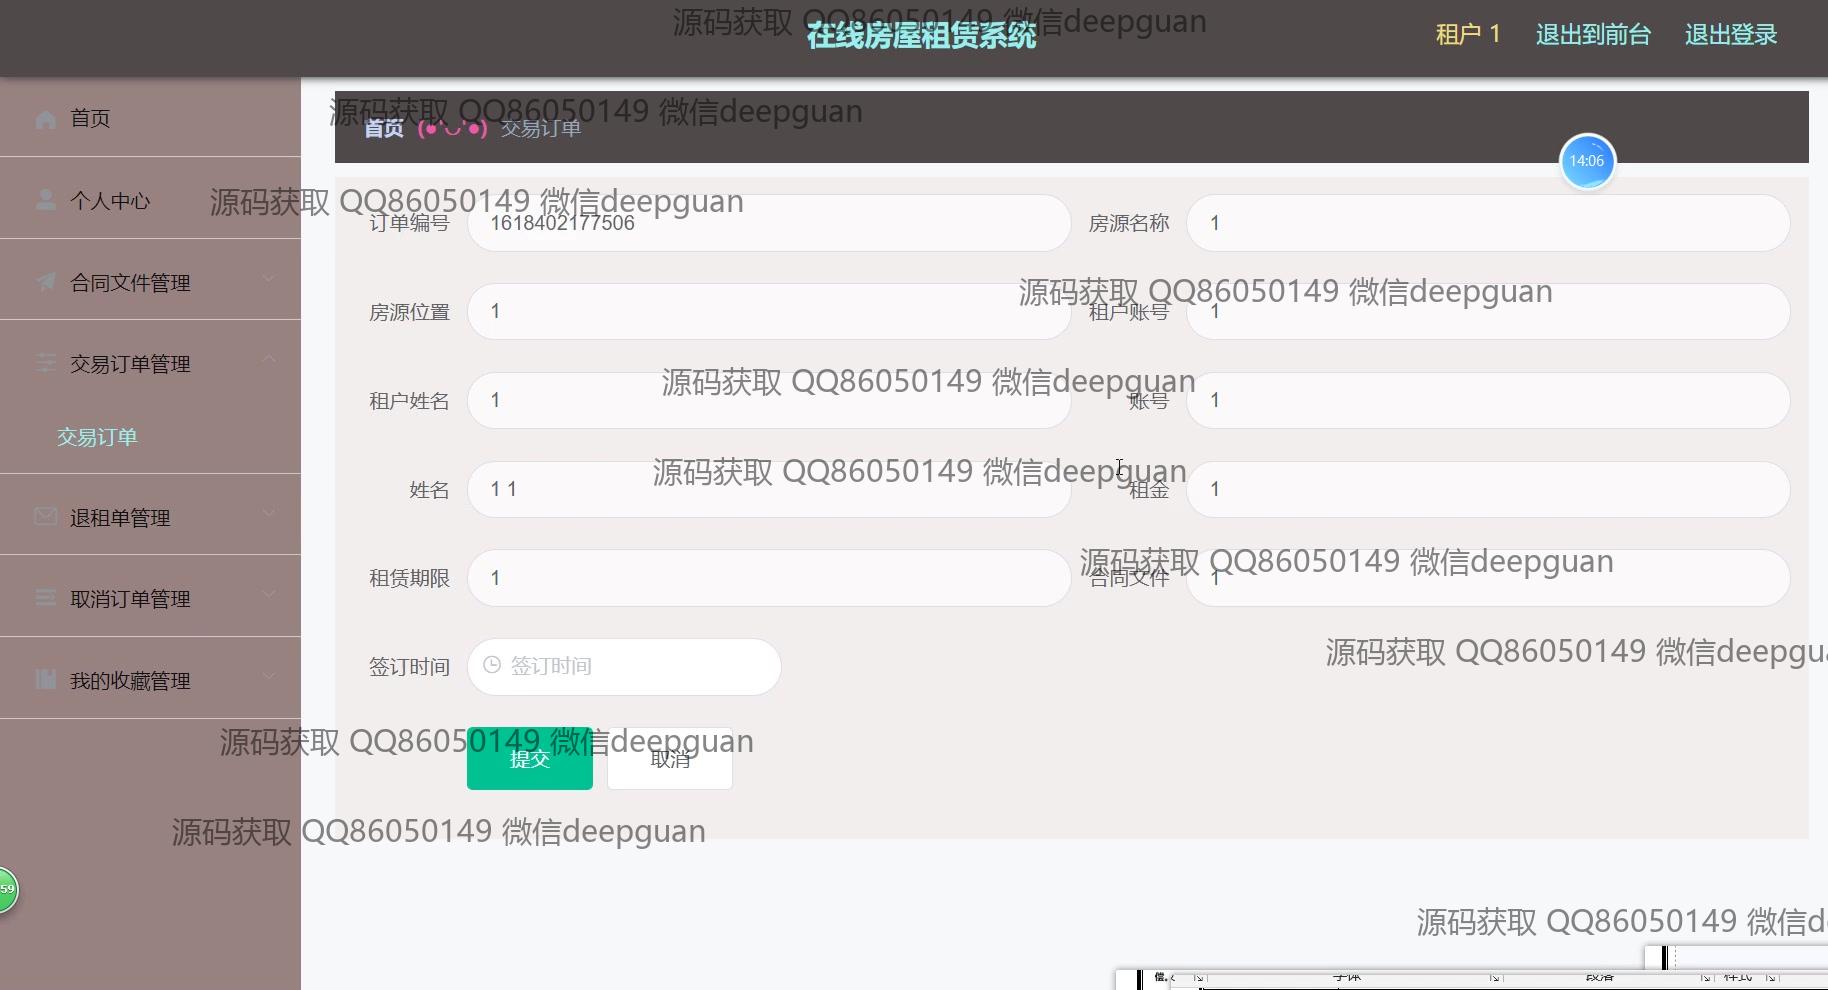 源码获取 QQ86050149 微信deepguan
在线房屋租赁系统
租户 1 退出到前台 退出登录
首页
源码获取 QQ86050149 微信deepguan
首页 (●'◡'●) 交易订单
14:06
个人中心
源码获取 QQ86050149 微信deepguan
订单编号 1618402177506 房源名称 1
合同文件管理
源码获取 QQ86050149 微信deepguan
房源位置 1 租户账号 1
交易订单管理
源码获取 QQ86050149 微信deepguan
租户姓名 1 账号 1
交易订单
源码获取 QQ86050149 微信deepguan
姓名 1 1 租金 1
退租单管理
源码获取 QQ86050149 微信deepguan
租赁期限 1 合同文件 1
取消订单管理
源码获取 QQ86050149 微信deepgu
签订时间 签订时间
我的收藏管理
源码获取 QQ86050149 微信deepguan
提交 取消
源码获取 QQ86050149 微信deepguan
59
源码获取 QQ86050149 微信d
字体 段落 样式